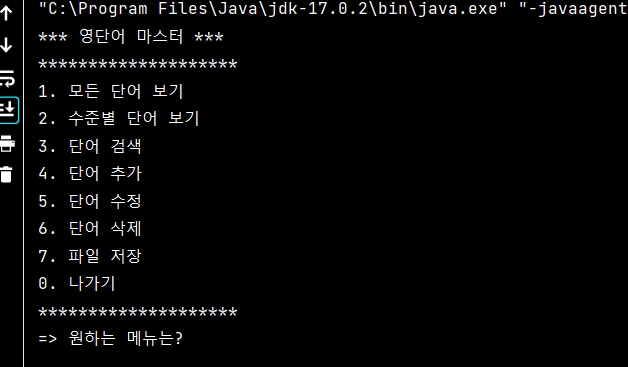 "C:\Program Files\Java\jdk-17.0.2\bin\java.exe" "-javaagent
*** 영단어 마스터 ***
********************
1. 모든 단어 보기
2. 수준별 단어 보기
3. 단어 검색
4. 단어 추가
5. 단어 수정
6. 단어 삭제
7. 파일 저장
0. 나가기
********************
=> 원하는 메뉴는?